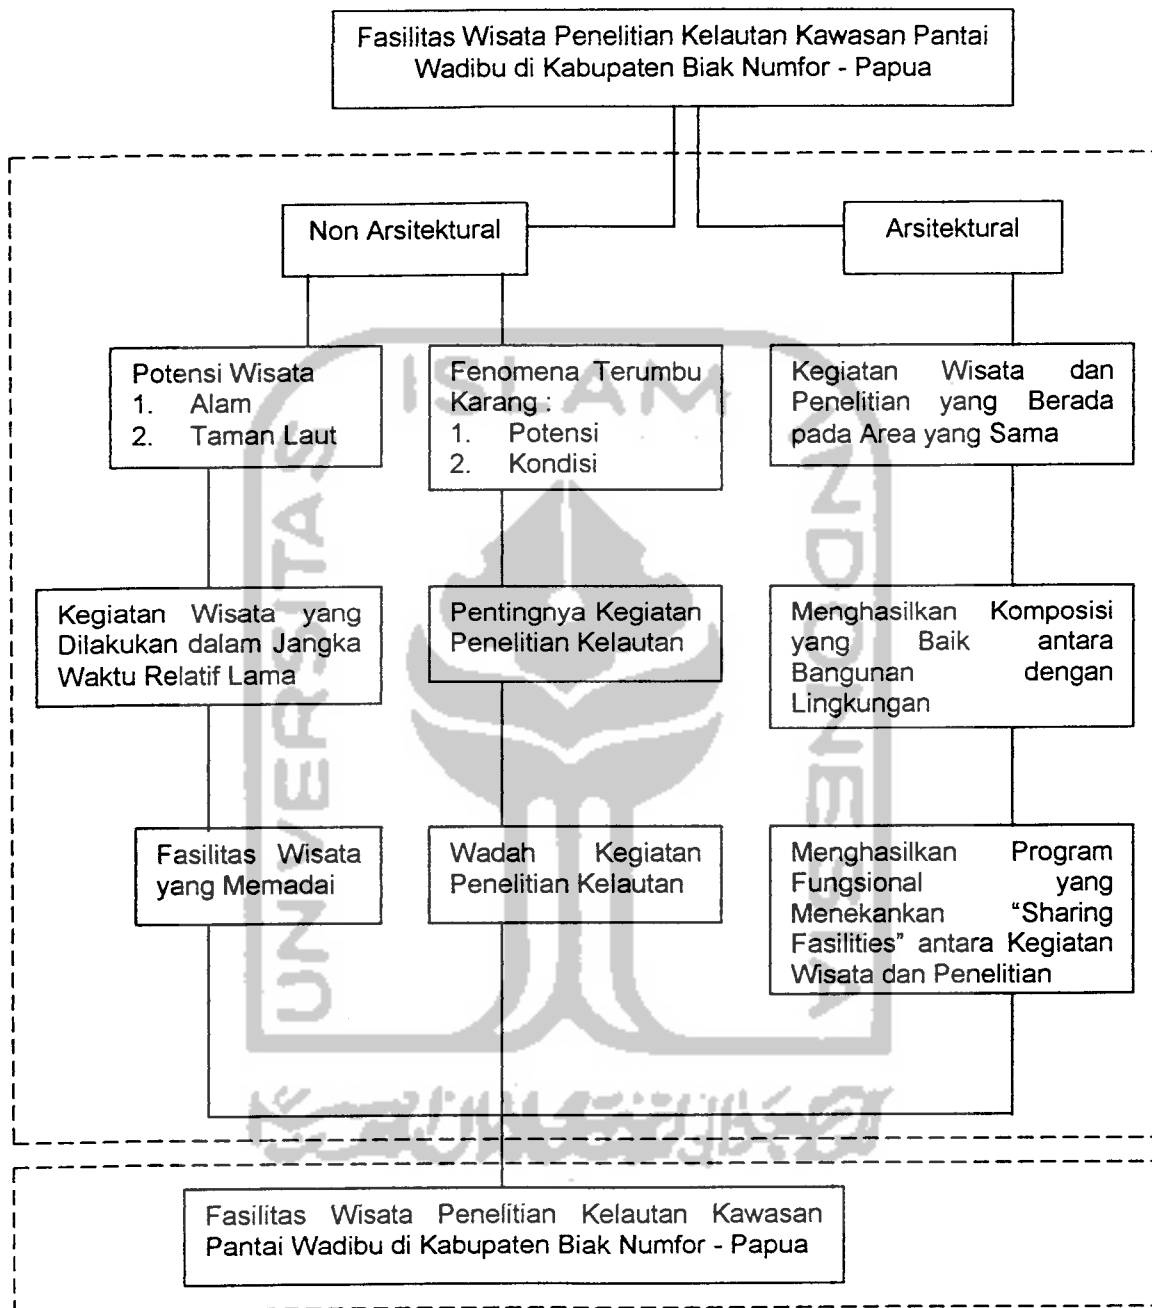 Fasilitas Wisata Penelitian Kelautan Kawasan Pantai
Wadibu di Kabupaten Biak Numfor - Papua
Non Arsitektural
Arsitektural
Potensi Wisata
1. Alam
2. Taman Laut
Fenomena Terumbu
Karang :
1. Potensi
2. Kondisi
Kegiatan Wisata dan
Penelitian yang Berada
pada Area yang Sama
Kegiatan Wisata yang
Dilakukan dalam Jangka
Waktu Relatif Lama
Pentingnya Kegiatan
Penelitian Kelautan
Menghasilkan Komposisi
yang Baik antara
Bangunan dengan
Lingkungan
Fasilitas Wisata
yang Memadai
Wadah Kegiatan
Penelitian Kelautan
Menghasilkan Program
Fungsional yang
Menekankan "Sharing
Fasilities" antara Kegiatan
Wisata dan Penelitian
Fasilitas Wisata Penelitian Kelautan Kawasan
Pantai Wadibu di Kabupaten Biak Numfor - Papua
UNIVERSITAS
ISLAM
INDONESIA